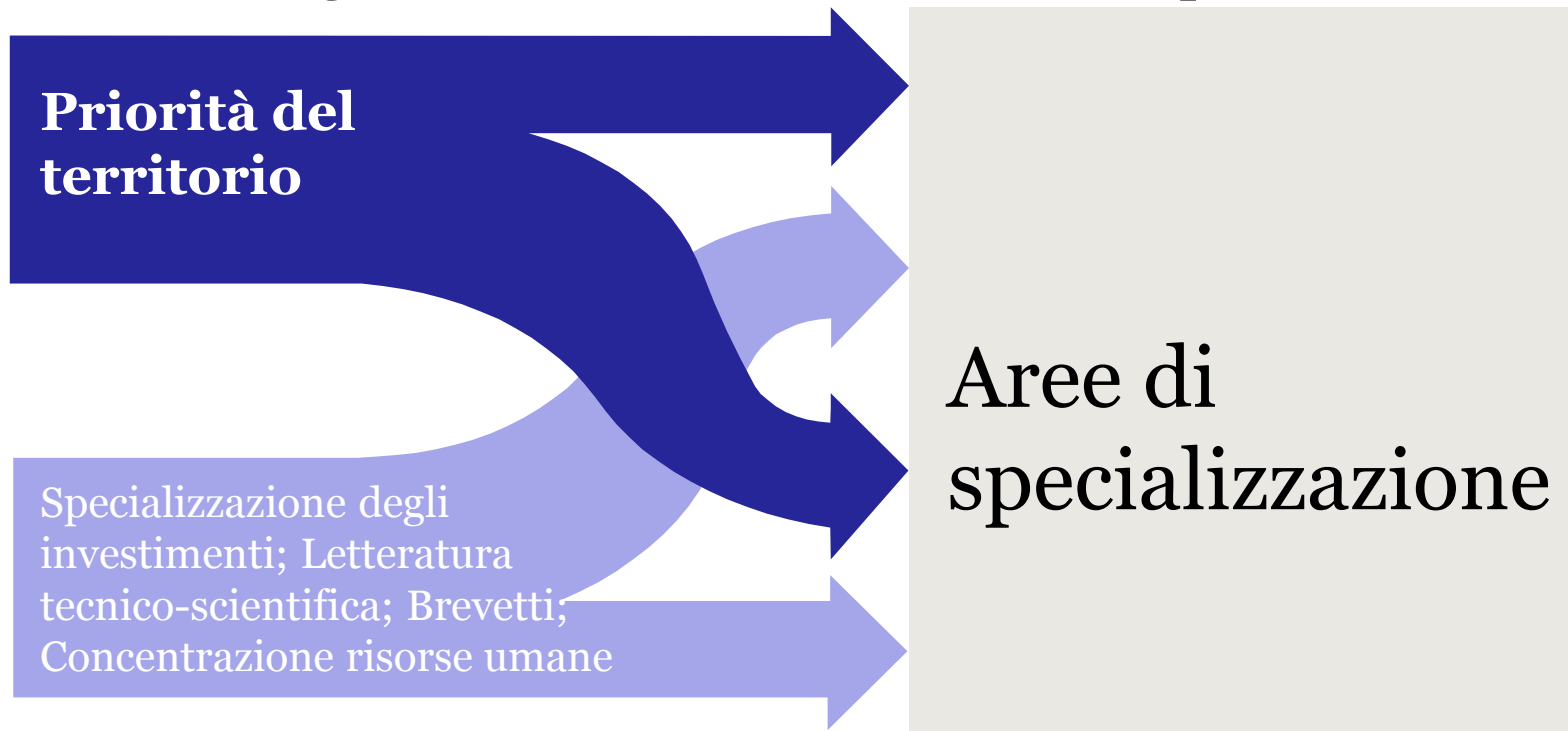 Priorità del
territorio
Specializzazione degli
investimenti; Letteratura
tecnico-scientifica; Brevetti;
Concentrazione risorse umane
Aree di
specializzazione